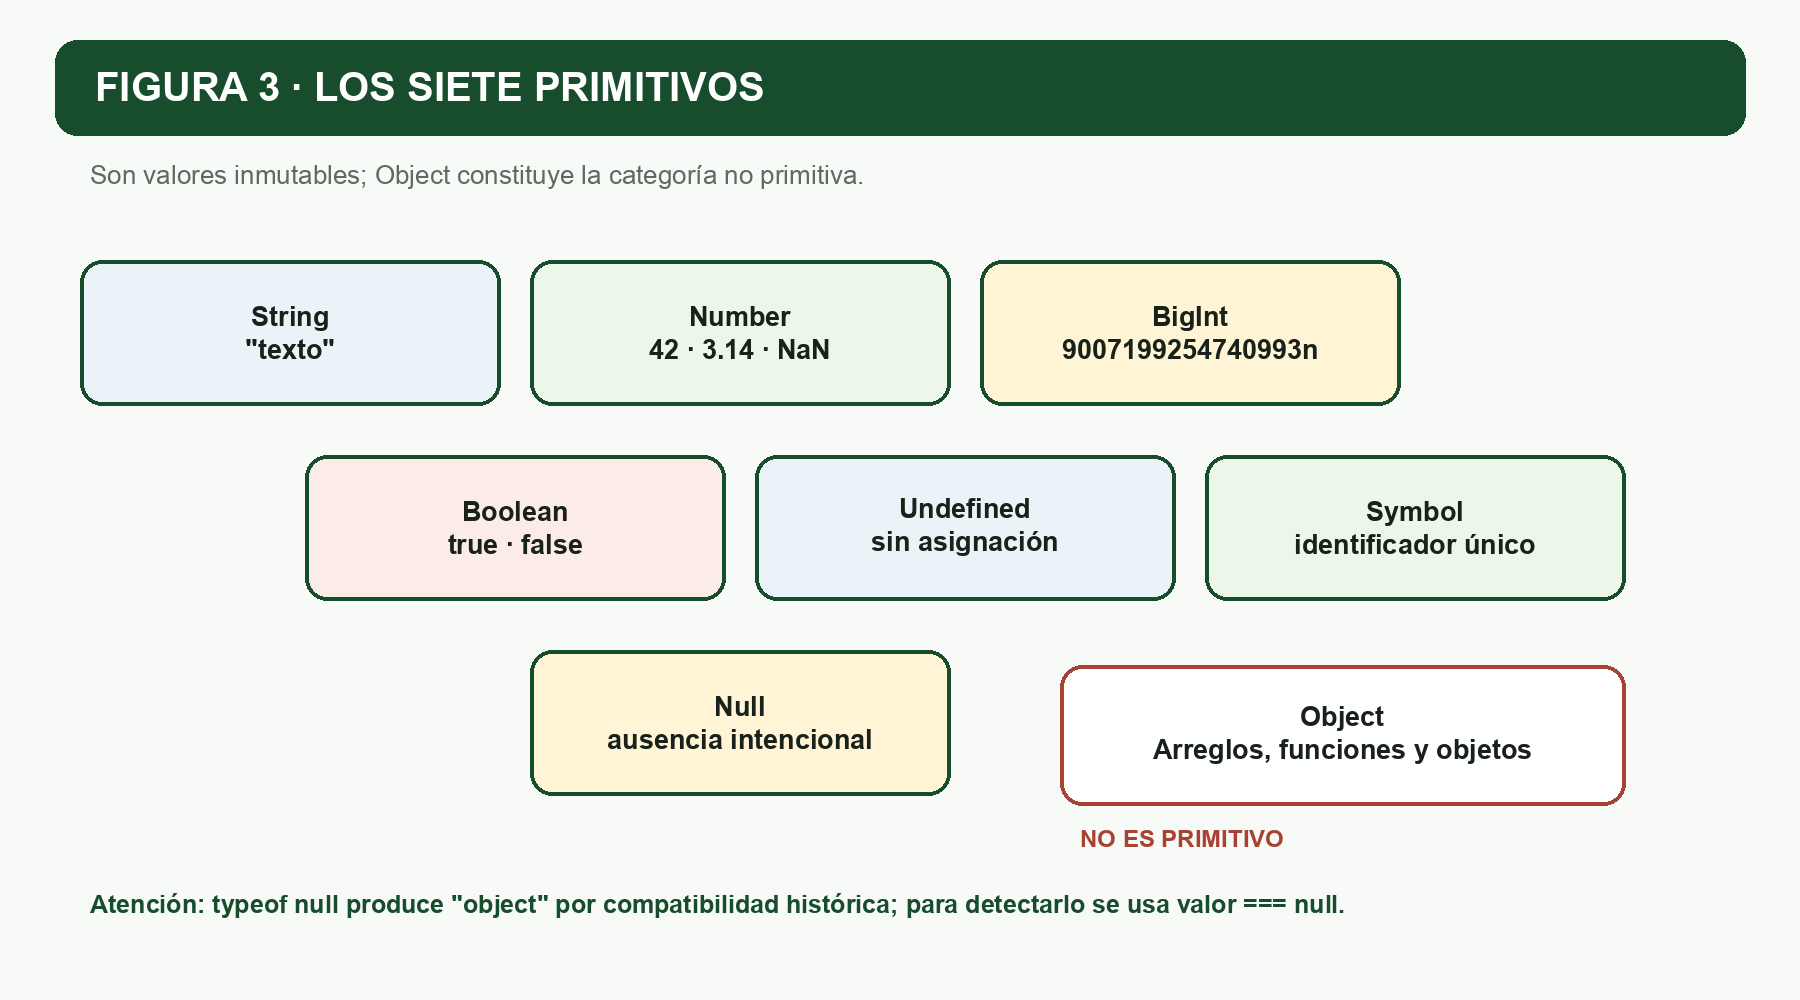 FIGURA 3 · LOS SIETE PRIMITIVOS
Son valores inmutables; Object constituye la categoría no primitiva.
String
"texto"
Number
42 · 3.14 · NaN
BigInt
9007199254740993n
Boolean
true · false
Undefined
sin asignación
Symbol
identificador único
Null
ausencia intencional
Object
Arreglos, funciones y objetos
NO ES PRIMITIVO
Atención: typeof null produce "object" por compatibilidad histórica; para detectarlo se usa valor === null.